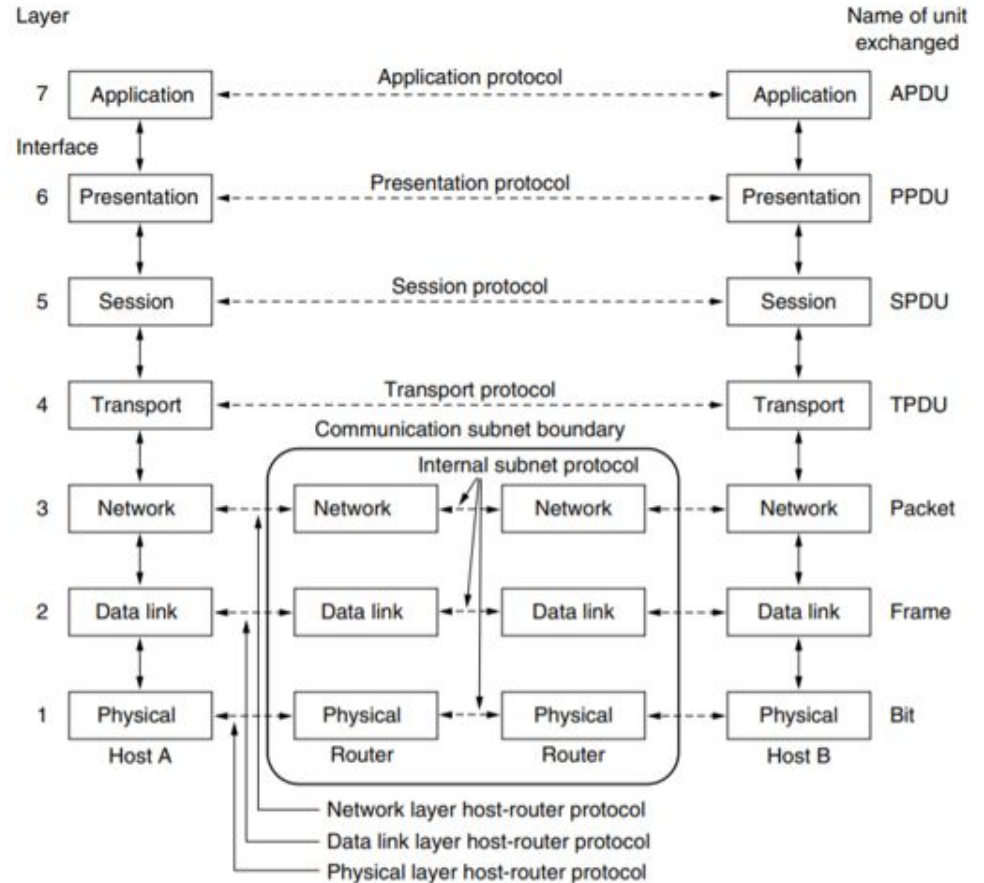 Layer
Name of unit
exchanged
Application protocol
7 Application Application APDU
Interface
Presentation protocol
6 Presentation Presentation PPDU
Session protocol
5 Session Session SPDU
Transport protocol
4 Transport Transport TPDU
Communication subnet boundary
Internal subnet protocol
3 Network Network Network Network Packet
2 Data link Data link Data link Data link Frame
1 Physical Physical Physical Physical Bit
Host A Router Router Host B
Network layer host-router protocol
Data link layer host-router protocol
Physical layer host-router protocol